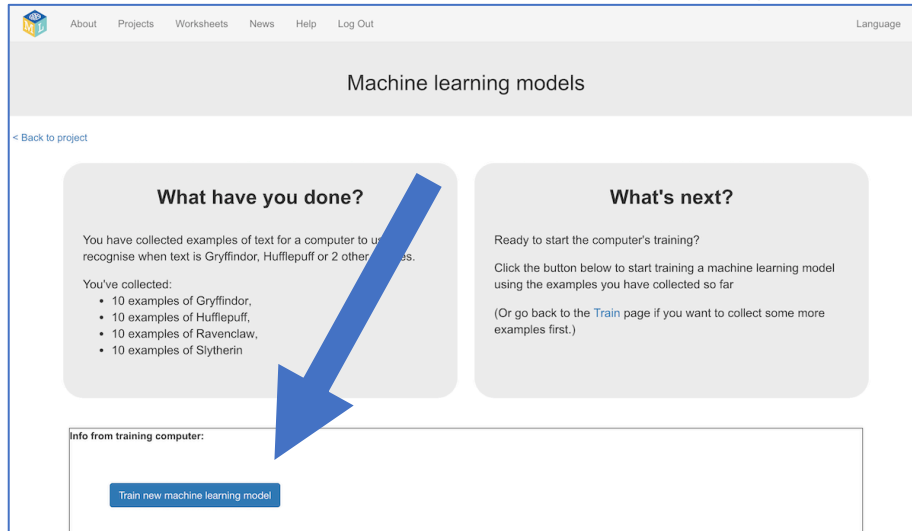 About Projects Worksheets News Help Log Out Language
Machine learning models
< Back to project
What have you done?
You have collected examples of text for a computer to
recognise when text is Gryffindor, Hufflepuff or 2 other
You've collected:
• 10 examples of Gryffindor,
• 10 examples of Hufflepuff,
• 10 examples of Ravenclaw,
• 10 examples of Slytherin
What's next?
Ready to start the computer's training?
Click the button below to start training a machine learning model
using the examples you have collected so far
(Or go back to the Train page if you want to collect some more
examples first.)
Info from training computer:
Train new machine learning model